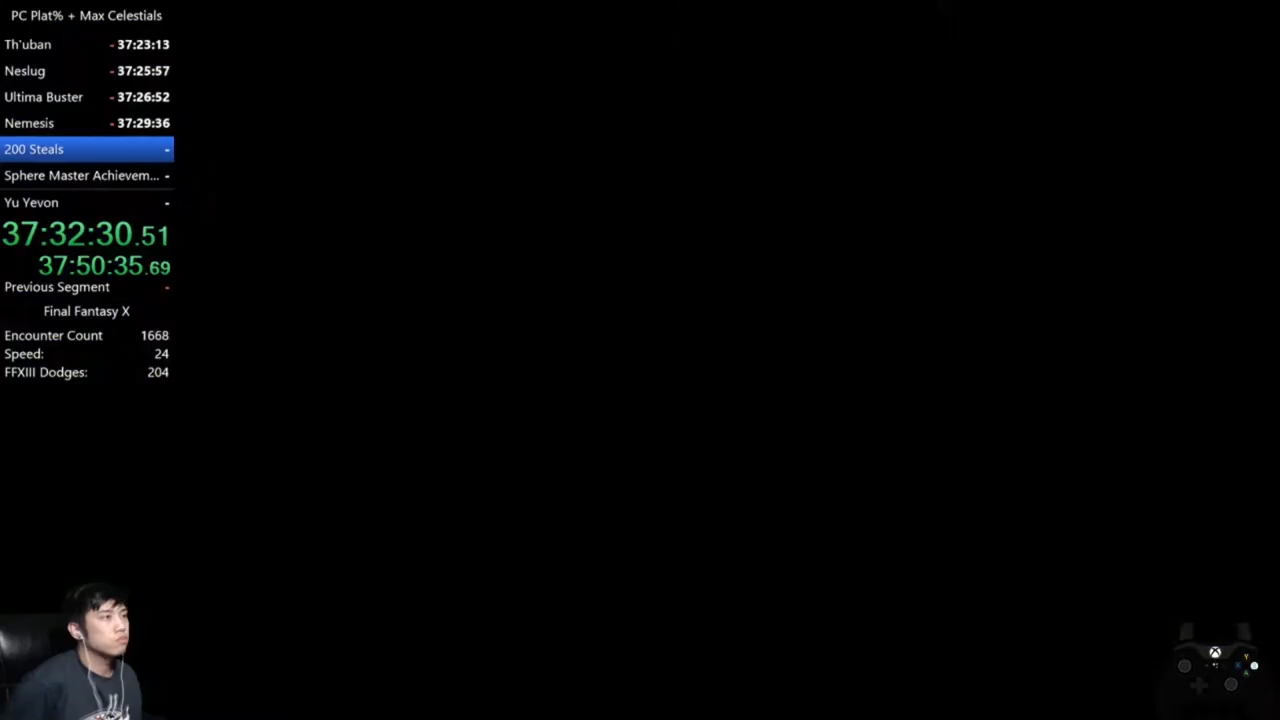 PC Plat% + Max Celestials
Th'uban - 37:23:13
Neslug - 37:25:57
Ultima Buster - 37:26:52
Nemesis - 37:29:36
200 Steals -
Sphere Master Achievem... -
Yu Yevon -
37:32:30.51
37:50:35.69
Previous Segment -
Final Fantasy X
Encounter Count 1668
Speed: 24
FFXIII Dodges: 204